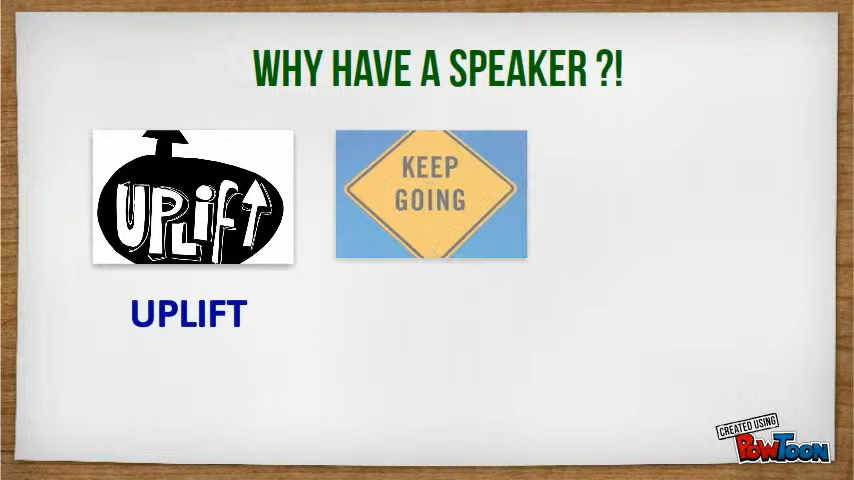 WHY HAVE A SPEAKER ?!
UPLIFT
KEEP
GOING
UPLIFT
CREATED USING
POWTOON